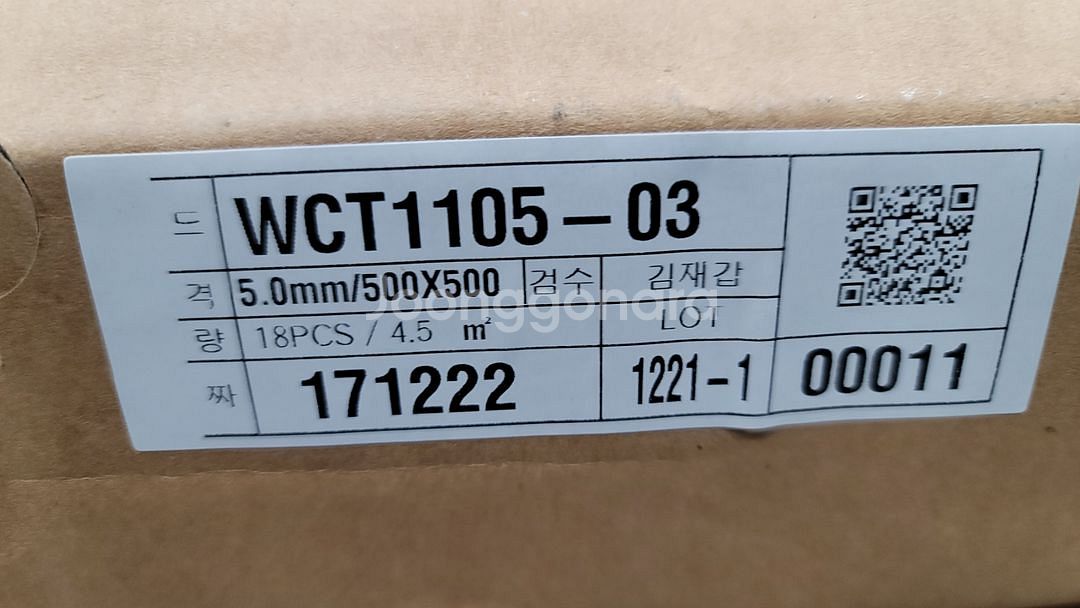 드 WCT1105-03
격 5.0mm/500X500 검수 김재갑
Joonggonara
량 18PCS / 4.5 ㎡ LOT
짜 171222 1221-1 00011